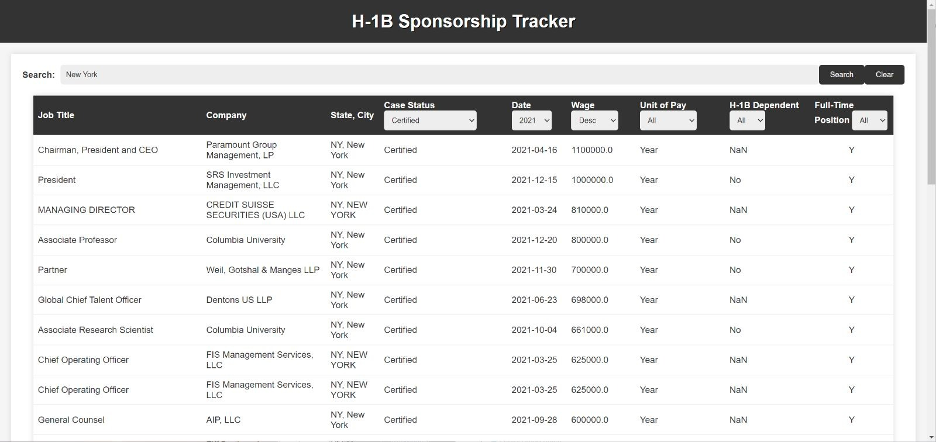 H-1B Sponsorship Tracker
Search: New York Search Clear
Job Title Company State, City Case Status Certified Date 2021 Wage Desc Unit of Pay All H-1B Dependent All Full-Time Position All
Chairman, President and CEO Paramount Group Management, LP NY, New York Certified 2021-04-16 1100000.0 Year NaN Y
President SRS Investment Management, LLC NY, New York Certified 2021-12-15 1000000.0 Year No Y
MANAGING DIRECTOR CREDIT SUISSE SECURITIES (USA) LLC NY, NEW YORK Certified 2021-03-24 810000.0 Year NaN Y
Associate Professor Columbia University NY, New York Certified 2021-12-20 800000.0 Year No Y
Partner Weil, Gotshal & Manges LLP NY, New York Certified 2021-11-30 700000.0 Year No Y
Global Chief Talent Officer Dentons US LLP NY, New York Certified 2021-06-23 698000.0 Year NaN Y
Associate Research Scientist Columbia University NY, New York Certified 2021-10-04 661000.0 Year No Y
Chief Operating Officer FIS Management Services, LLC NY, NEW YORK Certified 2021-03-25 625000.0 Year NaN Y
Chief Operating Officer FIS Management Services, LLC NY, NEW YORK Certified 2021-03-25 625000.0 Year NaN Y
General Counsel AIP, LLC NY, New York Certified 2021-09-28 600000.0 Year NaN Y